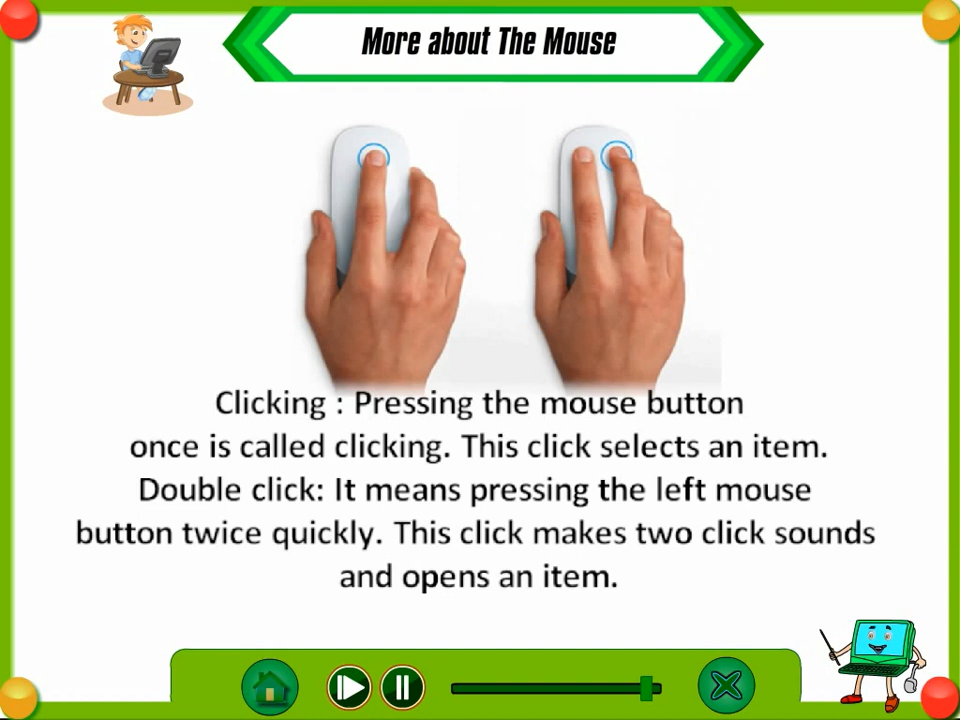 More about The Mouse
Clicking : Pressing the mouse button
once is called clicking. This click selects an item.
Double click: It means pressing the left mouse
button twice quickly. This click makes two click sounds
and opens an item.